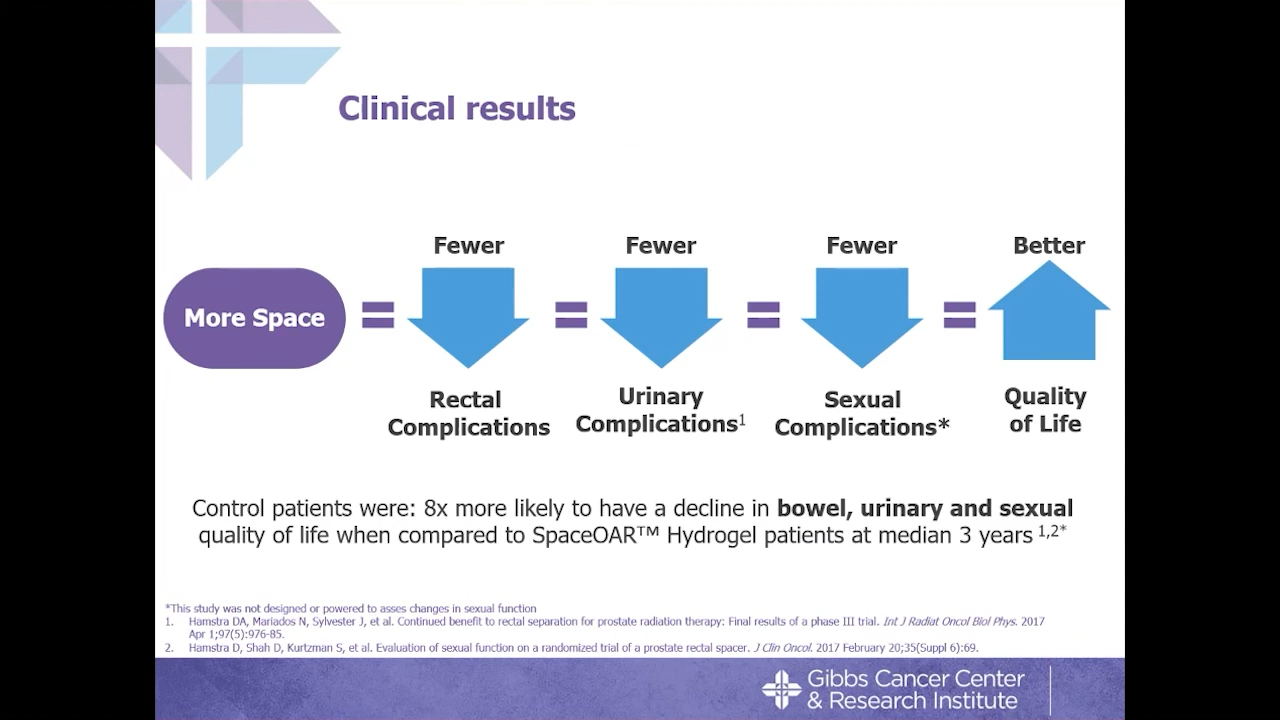 Clinical results
Fewer
Fewer
Fewer
Better
More Space
=
=
=
=
Rectal
Complications
Urinary
Complications¹
Sexual
Complications*
Quality
of Life
Control patients were: 8x more likely to have a decline in bowel, urinary and sexual
quality of life when compared to SpaceOAR™ Hydrogel patients at median 3 years ¹,²*
*This study was not designed or powered to asses changes in sexual function
1. Hamstra DA, Mariados N, Sylvester J, et al. Continued benefit to rectal separation for prostate radiation therapy: Final results of a phase III trial. Int J Radiat Oncol Biol Phys. 2017
Apr 1;97(5):976-85.
2. Hamstra D, Shah D, Kurtzman S, et al. Evaluation of sexual function on a randomized trial of a prostate rectal spacer. J Clin Oncol. 2017 February 20;35(Suppl 6):69.
Gibbs Cancer Center
& Research Institute